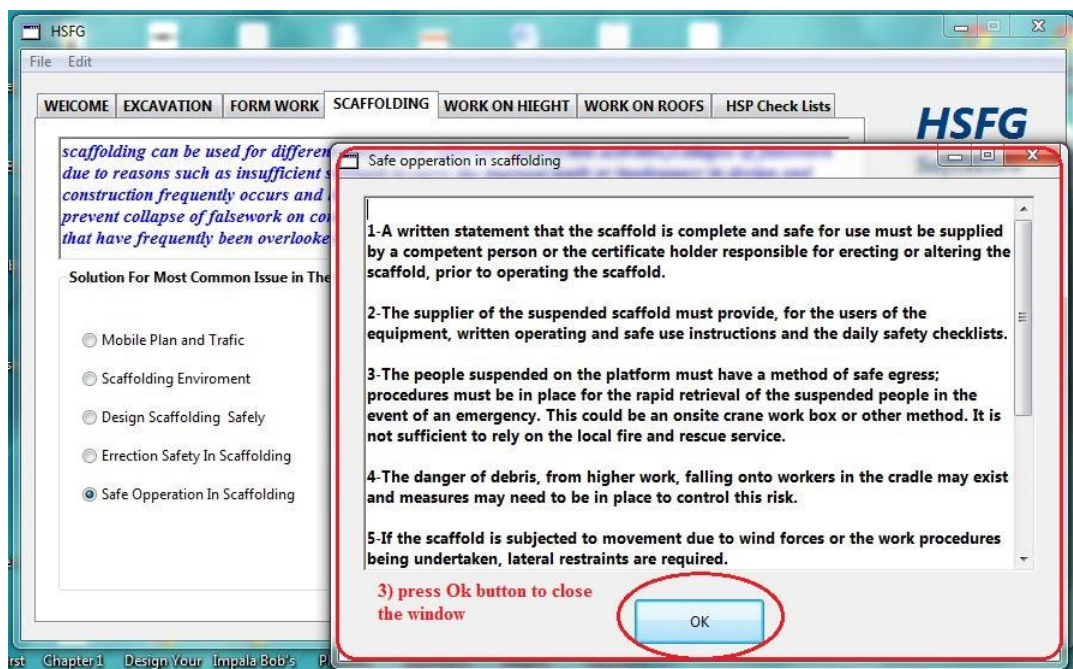 HSFG
File Edit
WElCOME EXCAVATION FORM WORK SCAFFOLDING WORK ON HIEGHT WORK ON ROOFS HSP Check Lists
HSFG
scaffolding can be used for differen
due to reasons such as insufficient s
construction frequently occurs and
prevent collapse of falsework on co
that have frequently been overlooke
Solution For Most Common Issue in The
Mobile Plan and Trafic
Scaffolding Enviroment
Design Scaffolding Safely
Errection Safety In Scaffolding
Safe Opperation In Scaffolding
Safe opperation in scaffolding
1-A written statement that the scaffold is complete and safe for use must be supplied
by a competent person or the certificate holder responsible for erecting or altering the
scaffold, prior to operating the scaffold.
2-The supplier of the suspended scaffold must provide, for the users of the
equipment, written operating and safe use instructions and the daily safety checklists.
3-The people suspended on the platform must have a method of safe egress;
procedures must be in place for the rapid retrieval of the suspended people in the
event of an emergency. This could be an onsite crane work box or other method. It is
not sufficient to rely on the local fire and rescue service.
4-The danger of debris, from higher work, falling onto workers in the cradle may exist
and measures may need to be in place to control this risk.
5-If the scaffold is subjected to movement due to wind forces or the work procedures
being undertaken, lateral restraints are required.
3) press Ok button to close
the window
OK
rst Chapter1 Design Your Impala Bob's